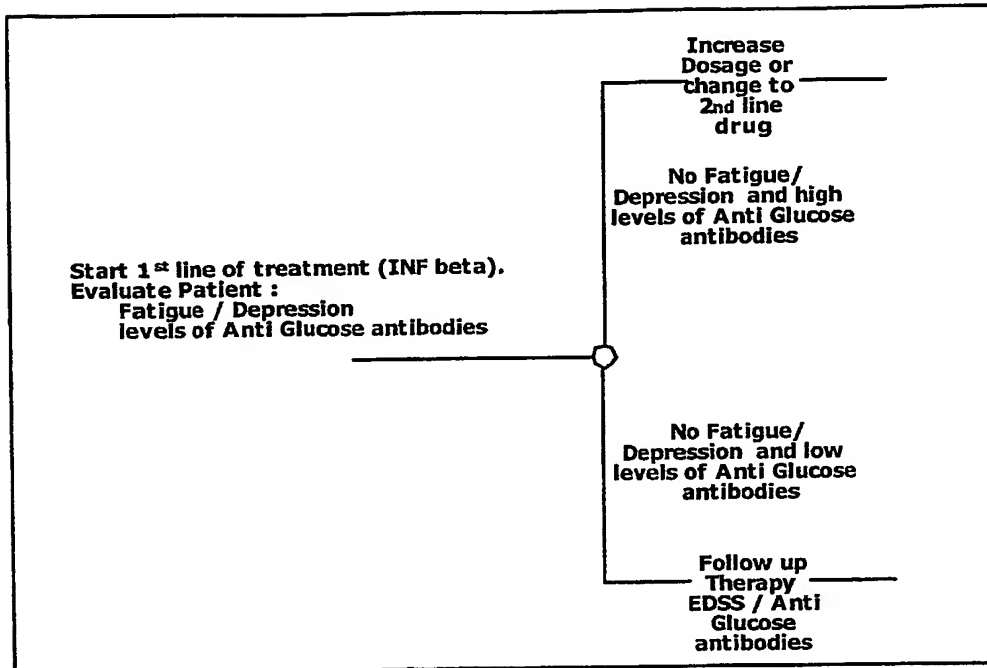 Increase
Dosage or
change to
2nd line
drug
No Fatigue/
Depression and high
levels of Anti Glucose
antibodies
Start 1st line of treatment (INF beta).
Evaluate Patient :
Fatigue / Depression
levels of Anti Glucose antibodies
No Fatigue/
Depression and low
levels of Anti Glucose
antibodies
Follow up
Therapy
EDSS / Anti
Glucose
antibodies